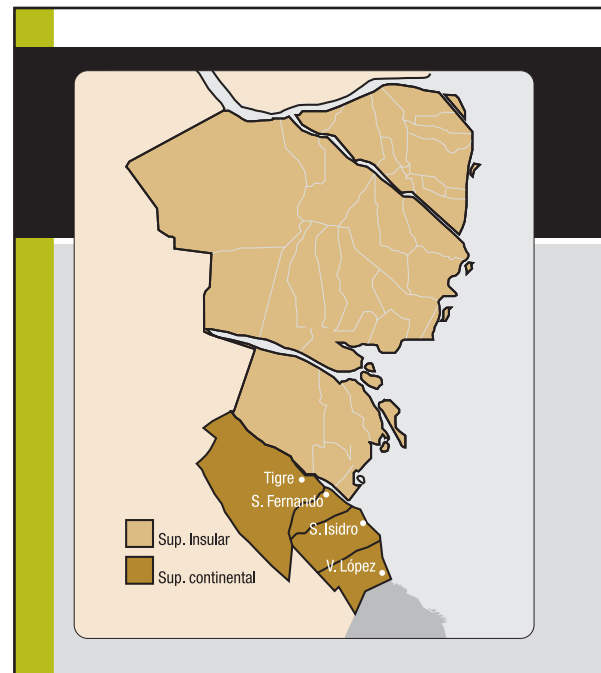 Tigre
S. Fernando
S. Isidro
V. López
Sup. Insular
Sup. continental